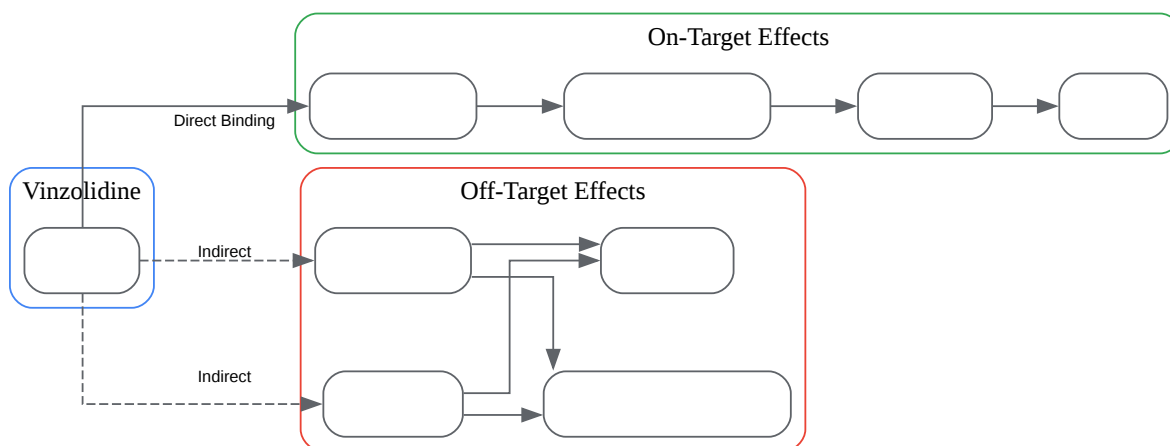 On-Target Effects
Direct Binding
Vinzolidine
Off-Target Effects
Indirect
Indirect